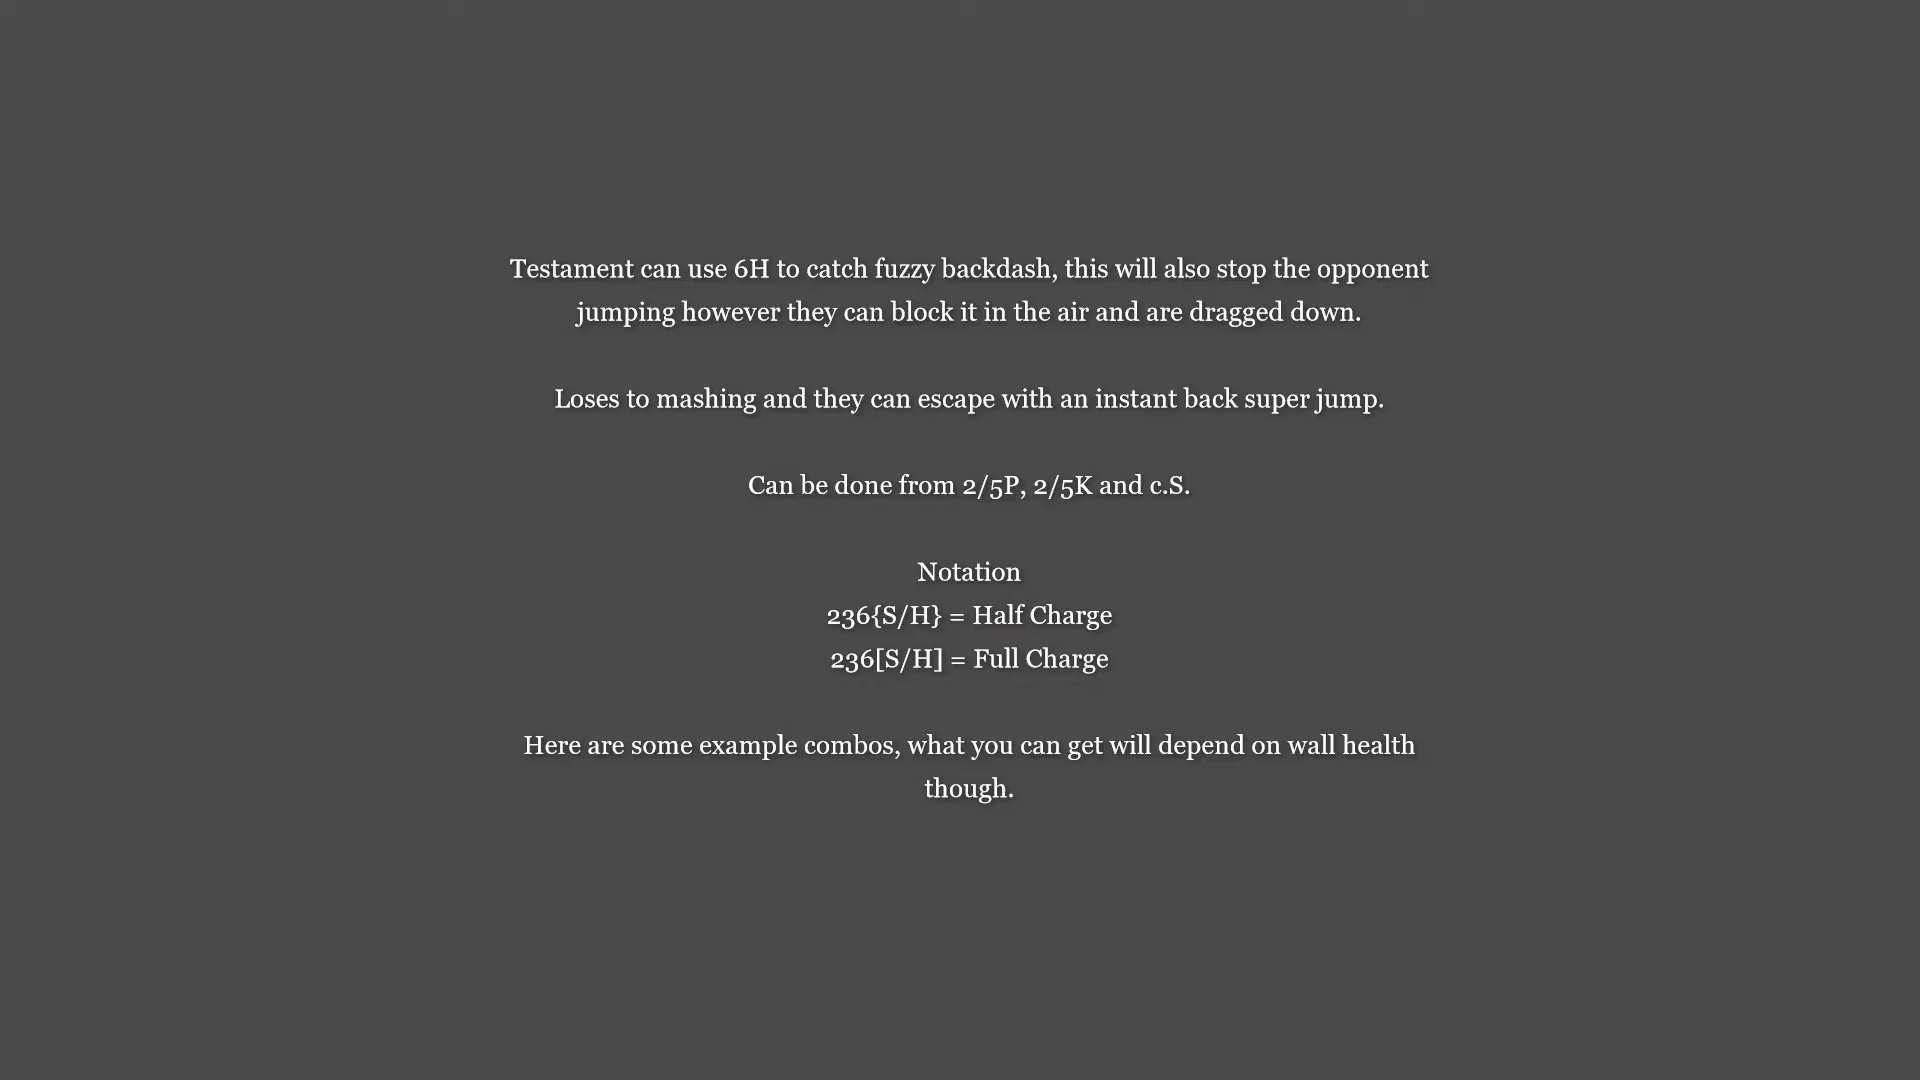 Testament can use 6H to catch fuzzy backdash, this will also stop the opponent
jumping however they can block it in the air and are dragged down.
Loses to mashing and they can escape with an instant back super jump.
Can be done from 2/5P, 2/5K and c.S.
Notation
236{S/H} = Half Charge
236[S/H] = Full Charge
Here are some example combos, what you can get will depend on wall health
though.